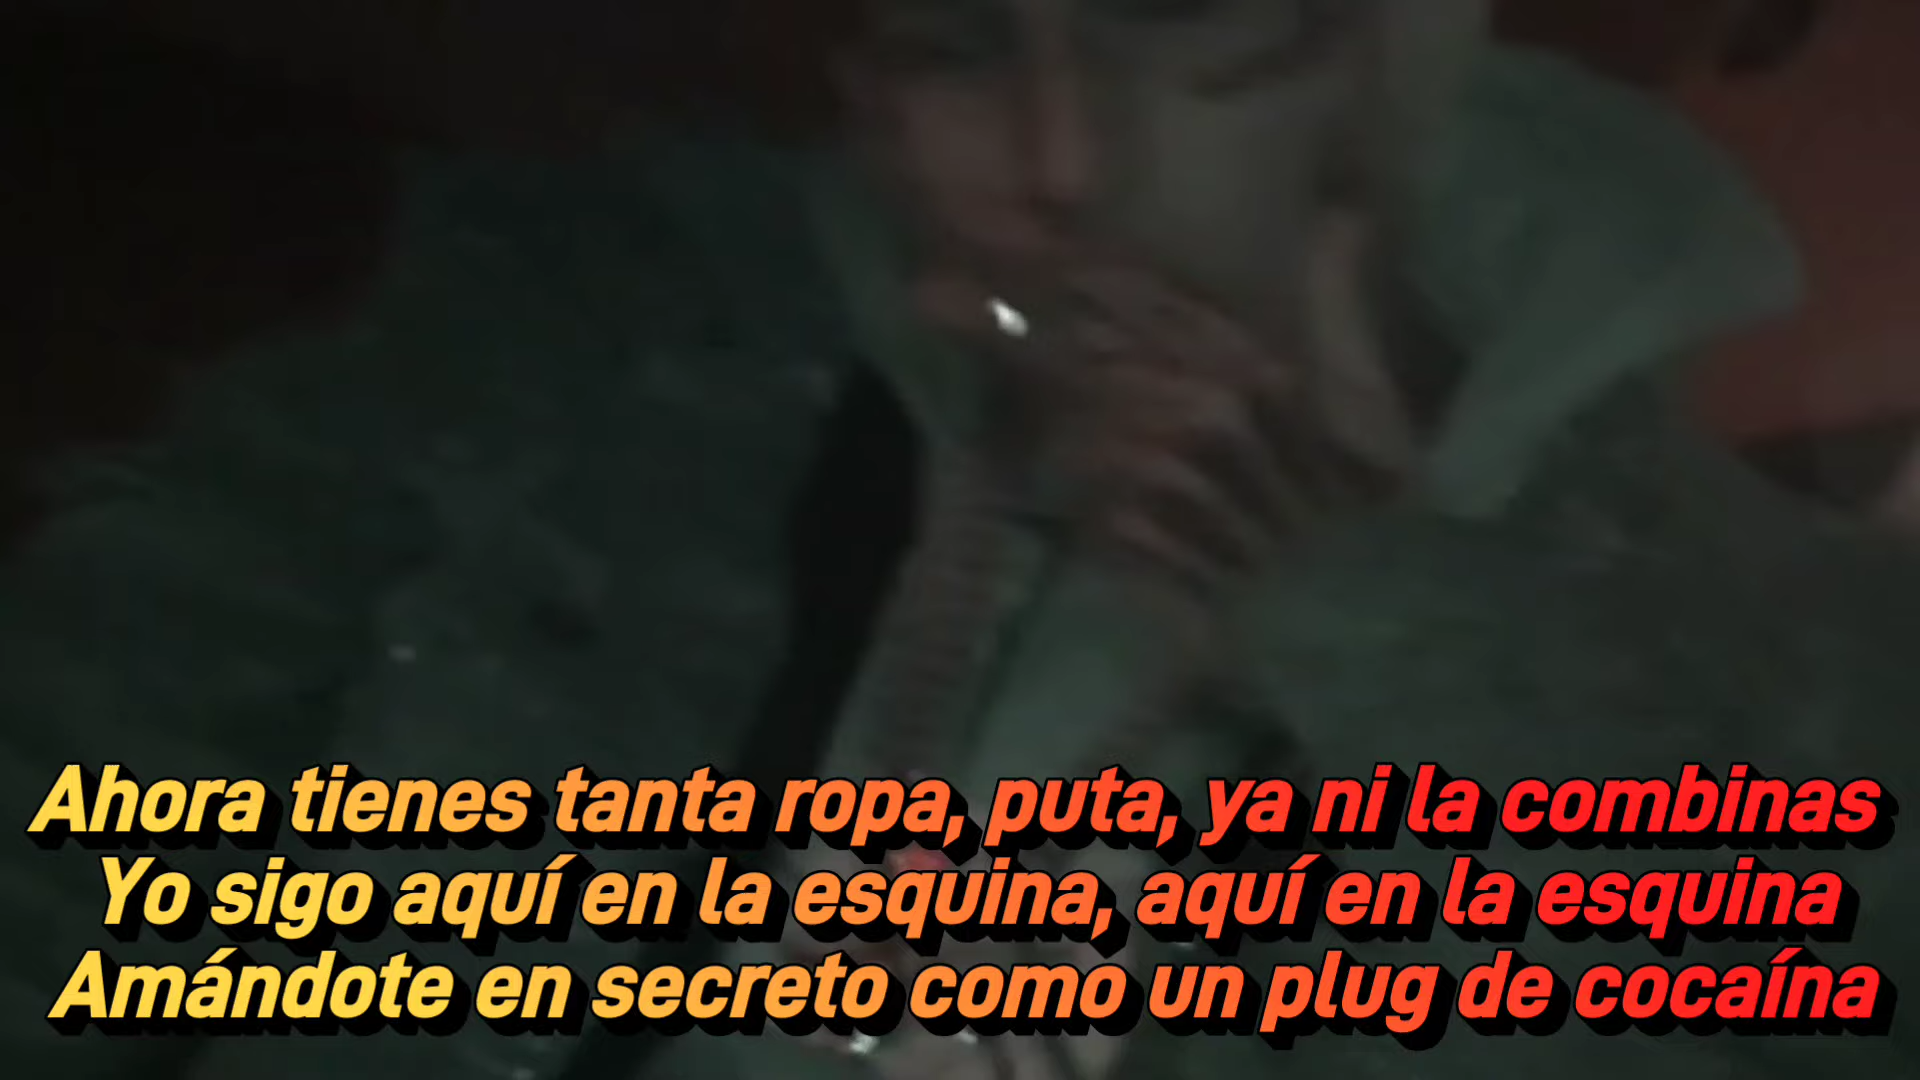 Ahora tienes tanta ropa, puta, ya ni la combinas
Yo sigo aquí en la esquina, aquí en la esquina
Amándote en secreto como un plug de cocaína